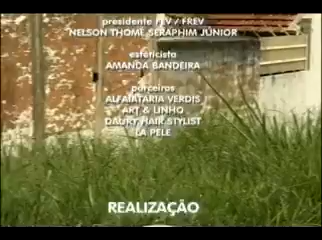 presidente FEV / FREV
NELSON THOMÉ SERAPHIM JÚNIOR
esteticista
AMANDA BANDEIRA
parceiros
ALFAIATARIA VERDIS
ART & LINHO
DAURY HAIR STYLIST
LA PELE
REALIZAÇÃO